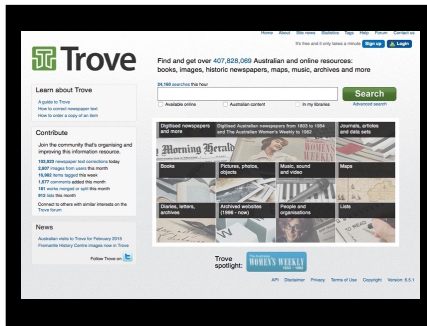 Home About Site news Statistics Tags Help Forum Contact us
It's free and it only takes a minute Sign up Login
Trove
Find and get over 407,828,069 Australian and online resources:
books, images, historic newspapers, maps, music, archives and more
Learn about Trove
A guide to Trove
How to correct newspaper text
How to order a copy of an item
searches this hour
Search
Available online
Australian content
In my libraries
Advanced search
Contribute
Join the community that's organising and
improving this information resource.
newspaper text corrections today
images from users this month
items tagged this week
comments added this month
works merged or split this month
lists this month
Connect to others with similar interests on the
Trove forum
News
Australian visits to Trove for February 2015
Fremantle History Centre images now in Trove
Follow Trove on
Digitised newspapers
and more
Digitised Australian newspapers from 1803 to 1954
and The Australian Women's Weekly to 1982
Journals, articles
and data sets
Morning Herald
Books
Pictures, photos,
objects
Music, sound
and video
Maps
Diaries, letters,
archives
Archived websites
(1996 - now)
People and
organisations
Lists
Trove
spotlight:
WOMEN'S WEEKLY
API Disclaimer Privacy Terms of Use Copyright Version 6.5.1